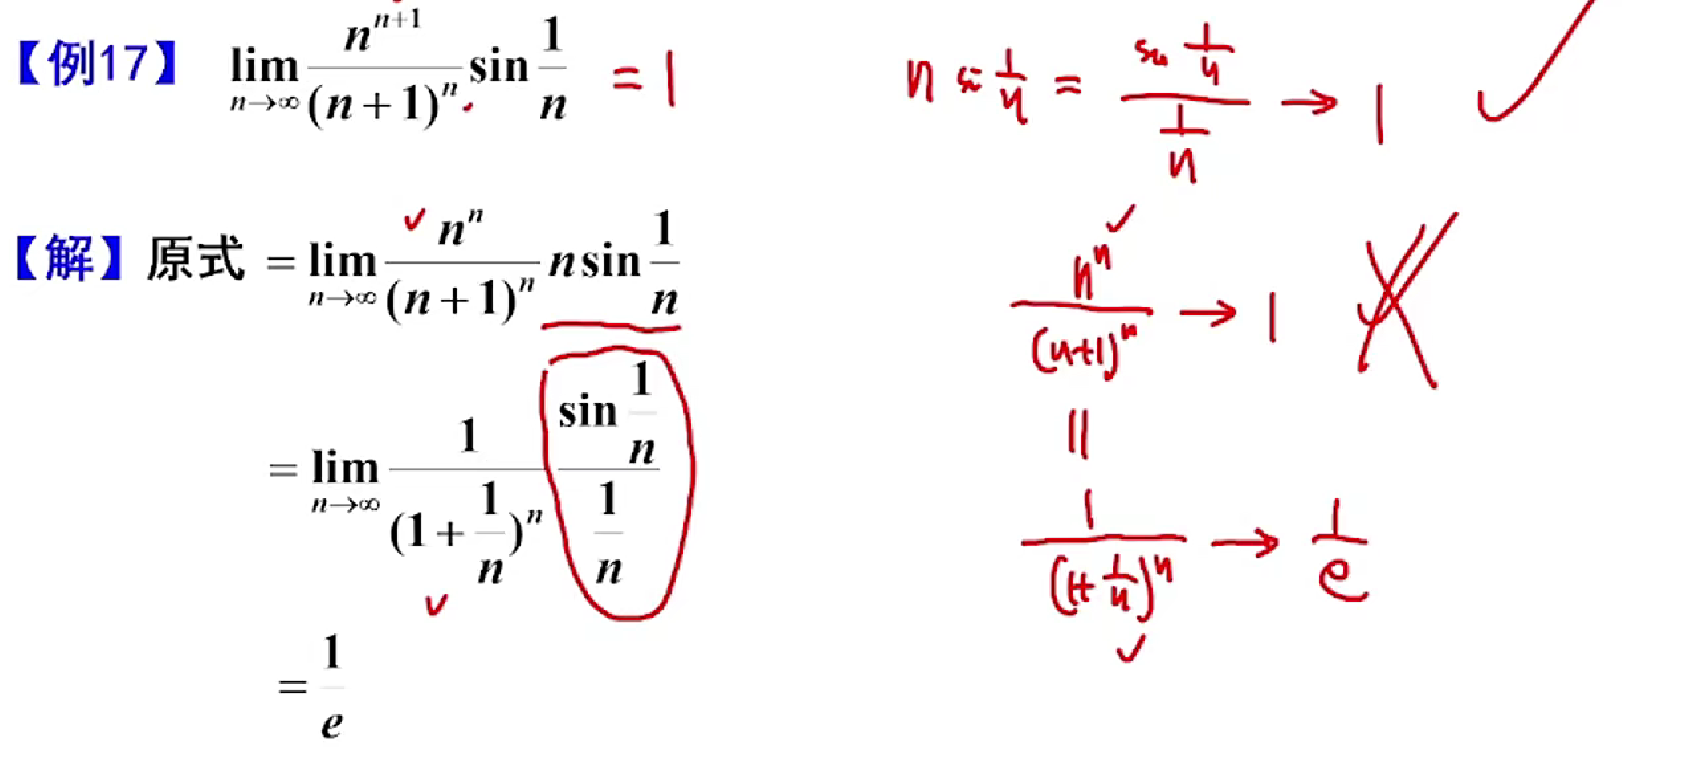 【例17】 lim_{n→∞} n^{n+1}/(n+1)^n sin 1/n = 1
n sin 1/n = (sin 1/n)/(1/n) → 1 ✓
【解】原式 = lim_{n→∞} n^n/(n+1)^n n sin 1/n
n^n/(n+1)^n → 1
= lim_{n→∞} 1/(1+1/n)^n (sin 1/n)/(1/n)
||
1/(1+1/n)^n → 1/e
= 1/e